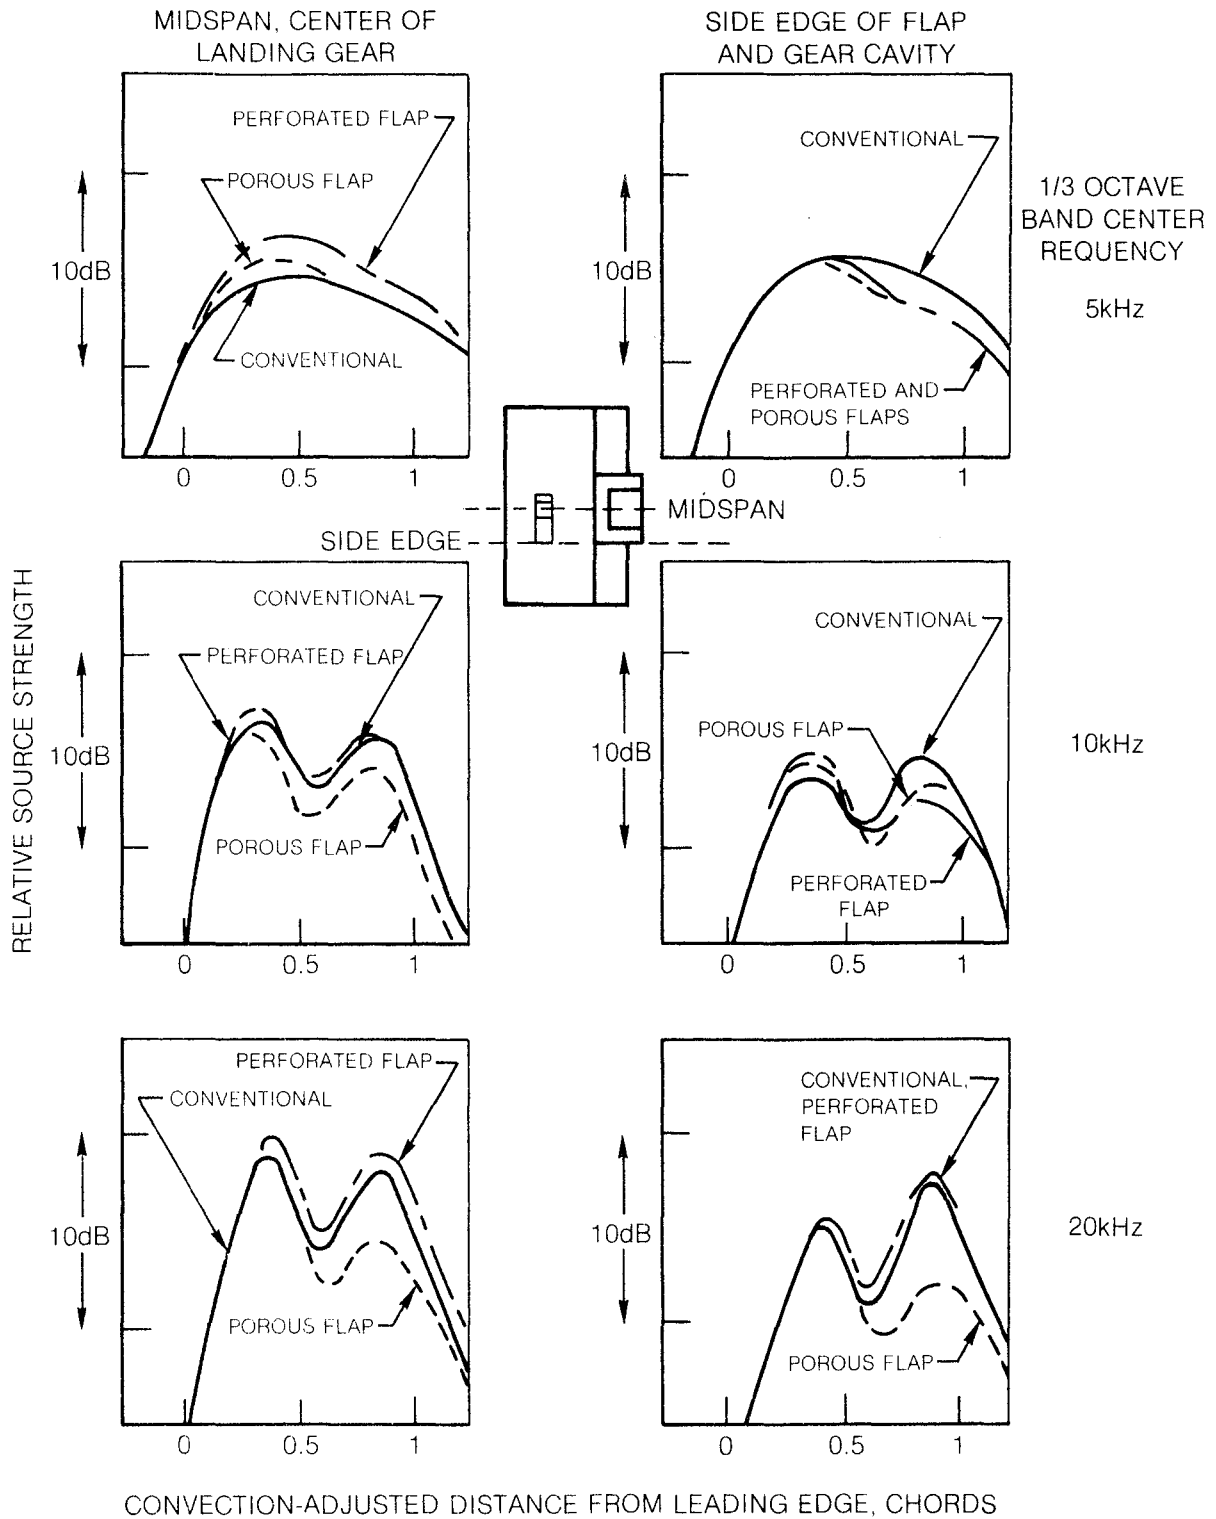 MIDSPAN, CENTER OF
LANDING GEAR
SIDE EDGE OF FLAP
AND GEAR CAVITY
PERFORATED FLAP
POROUS FLAP
10dB
CONVENTIONAL
0 0.5 1
CONVENTIONAL
10dB
PERFORATED AND
POROUS FLAPS
0 0.5 1
1/3 OCTAVE
BAND CENTER
REQUENCY
5kHz
MIDSPAN
SIDE EDGE
RELATIVE SOURCE STRENGTH
CONVENTIONAL
PERFORATED FLAP
10dB
POROUS FLAP
0 0.5 1
CONVENTIONAL
POROUS FLAP
10dB
PERFORATED
FLAP
0 0.5 1
10kHz
PERFORATED FLAP
CONVENTIONAL
10dB
POROUS FLAP
0 0.5 1
CONVENTIONAL,
PERFORATED
FLAP
10dB
POROUS FLAP
0 0.5 1
20kHz
CONVECTION-ADJUSTED DISTANCE FROM LEADING EDGE, CHORDS